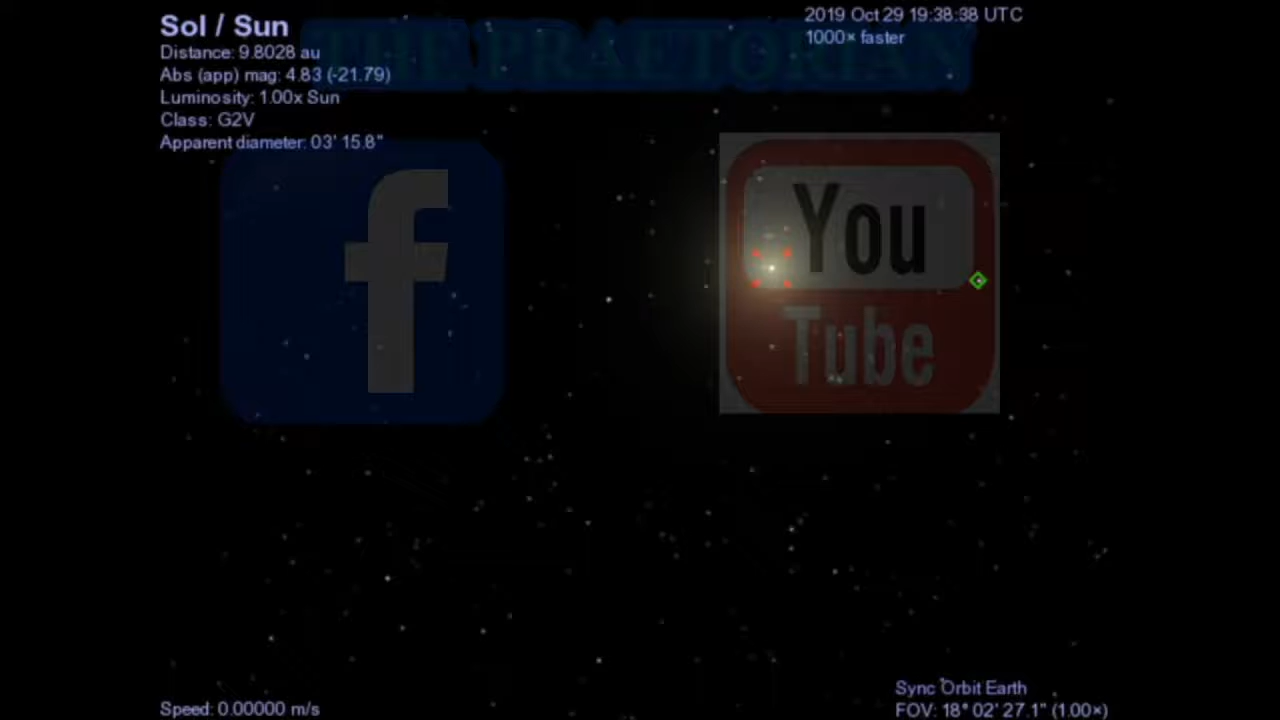 Sol / Sun
Distance: 9.8028 au
Abs (app) mag: 4.83 (-21.79)
Luminosity: 1.00x Sun
Class: G2V
Apparent diameter: 03' 15.8"
2019 Oct 29 19:38:38 UTC
1000× faster
THE PRAETORIAN
f
You
Tube
Speed: 0.00000 m/s
Sync Orbit Earth
FOV: 18° 02' 27.1" (1.00×)